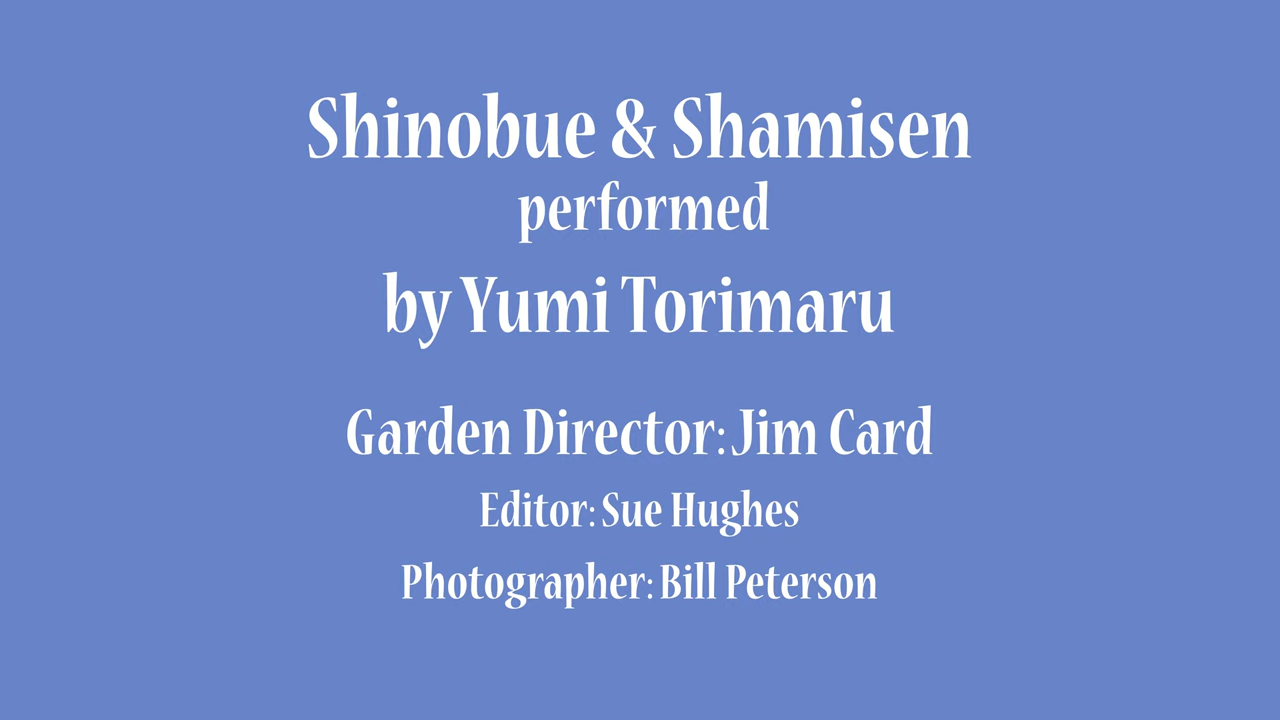 Shinobue & Shamisen
performed
by Yumi Torimaru
Garden Director: Jim Card
Editor: Sue Hughes
Photographer: Bill Peterson